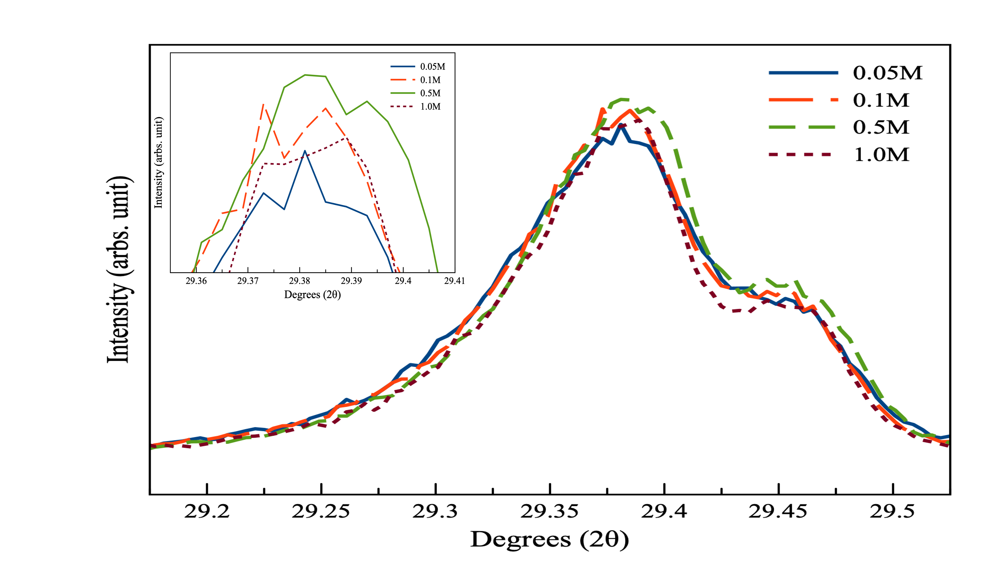 0.05M
0.1M
0.5M
1.0M
Intensity (arbs. unit)
29.36 29.37 29.38 29.39 29.4 29.41
Degrees (2θ)
0.05M
0.1M
0.5M
1.0M
Intensity (arbs. unit)
29.2 29.25 29.3 29.35 29.4 29.45 29.5
Degrees (2θ)